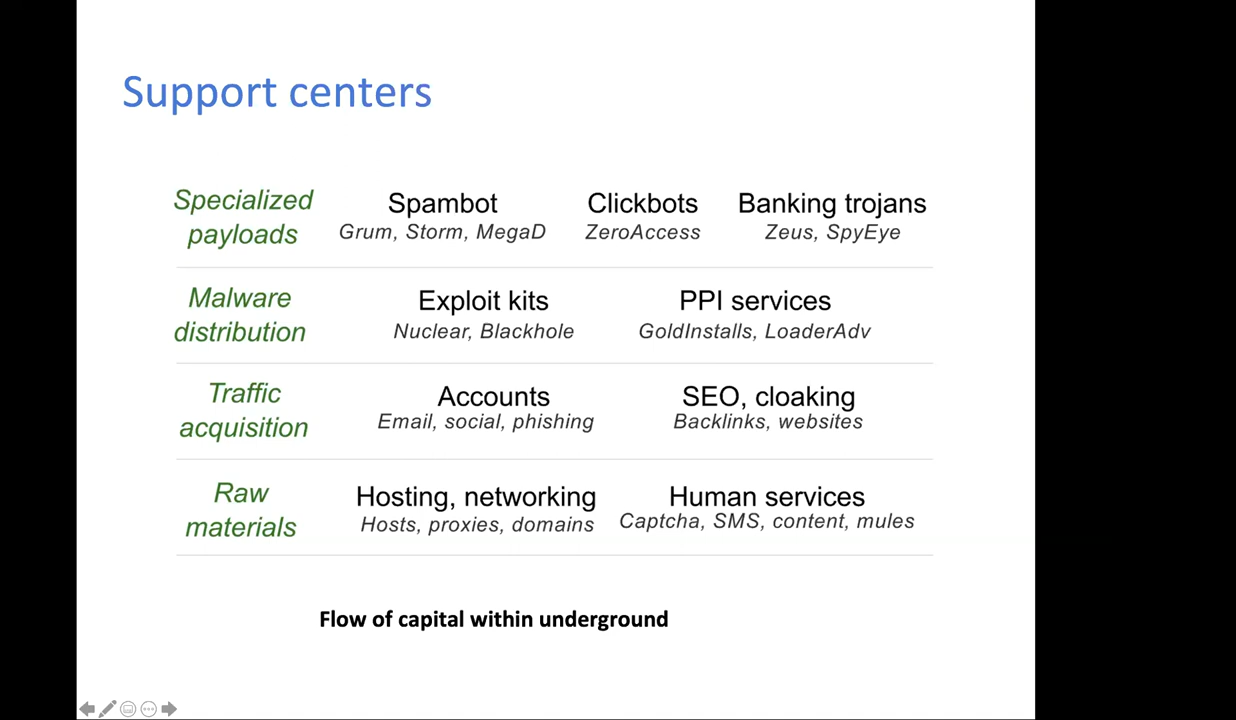 Support centers
Specialized
payloads
Spambot
Grum, Storm, MegaD
Clickbots
ZeroAccess
Banking trojans
Zeus, SpyEye
Malware
distribution
Exploit kits
Nuclear, Blackhole
PPI services
GoldInstalls, LoaderAdv
Traffic
acquisition
Accounts
Email, social, phishing
SEO, cloaking
Backlinks, websites
Raw
materials
Hosting, networking
Hosts, proxies, domains
Human services
Captcha, SMS, content, mules
Flow of capital within underground